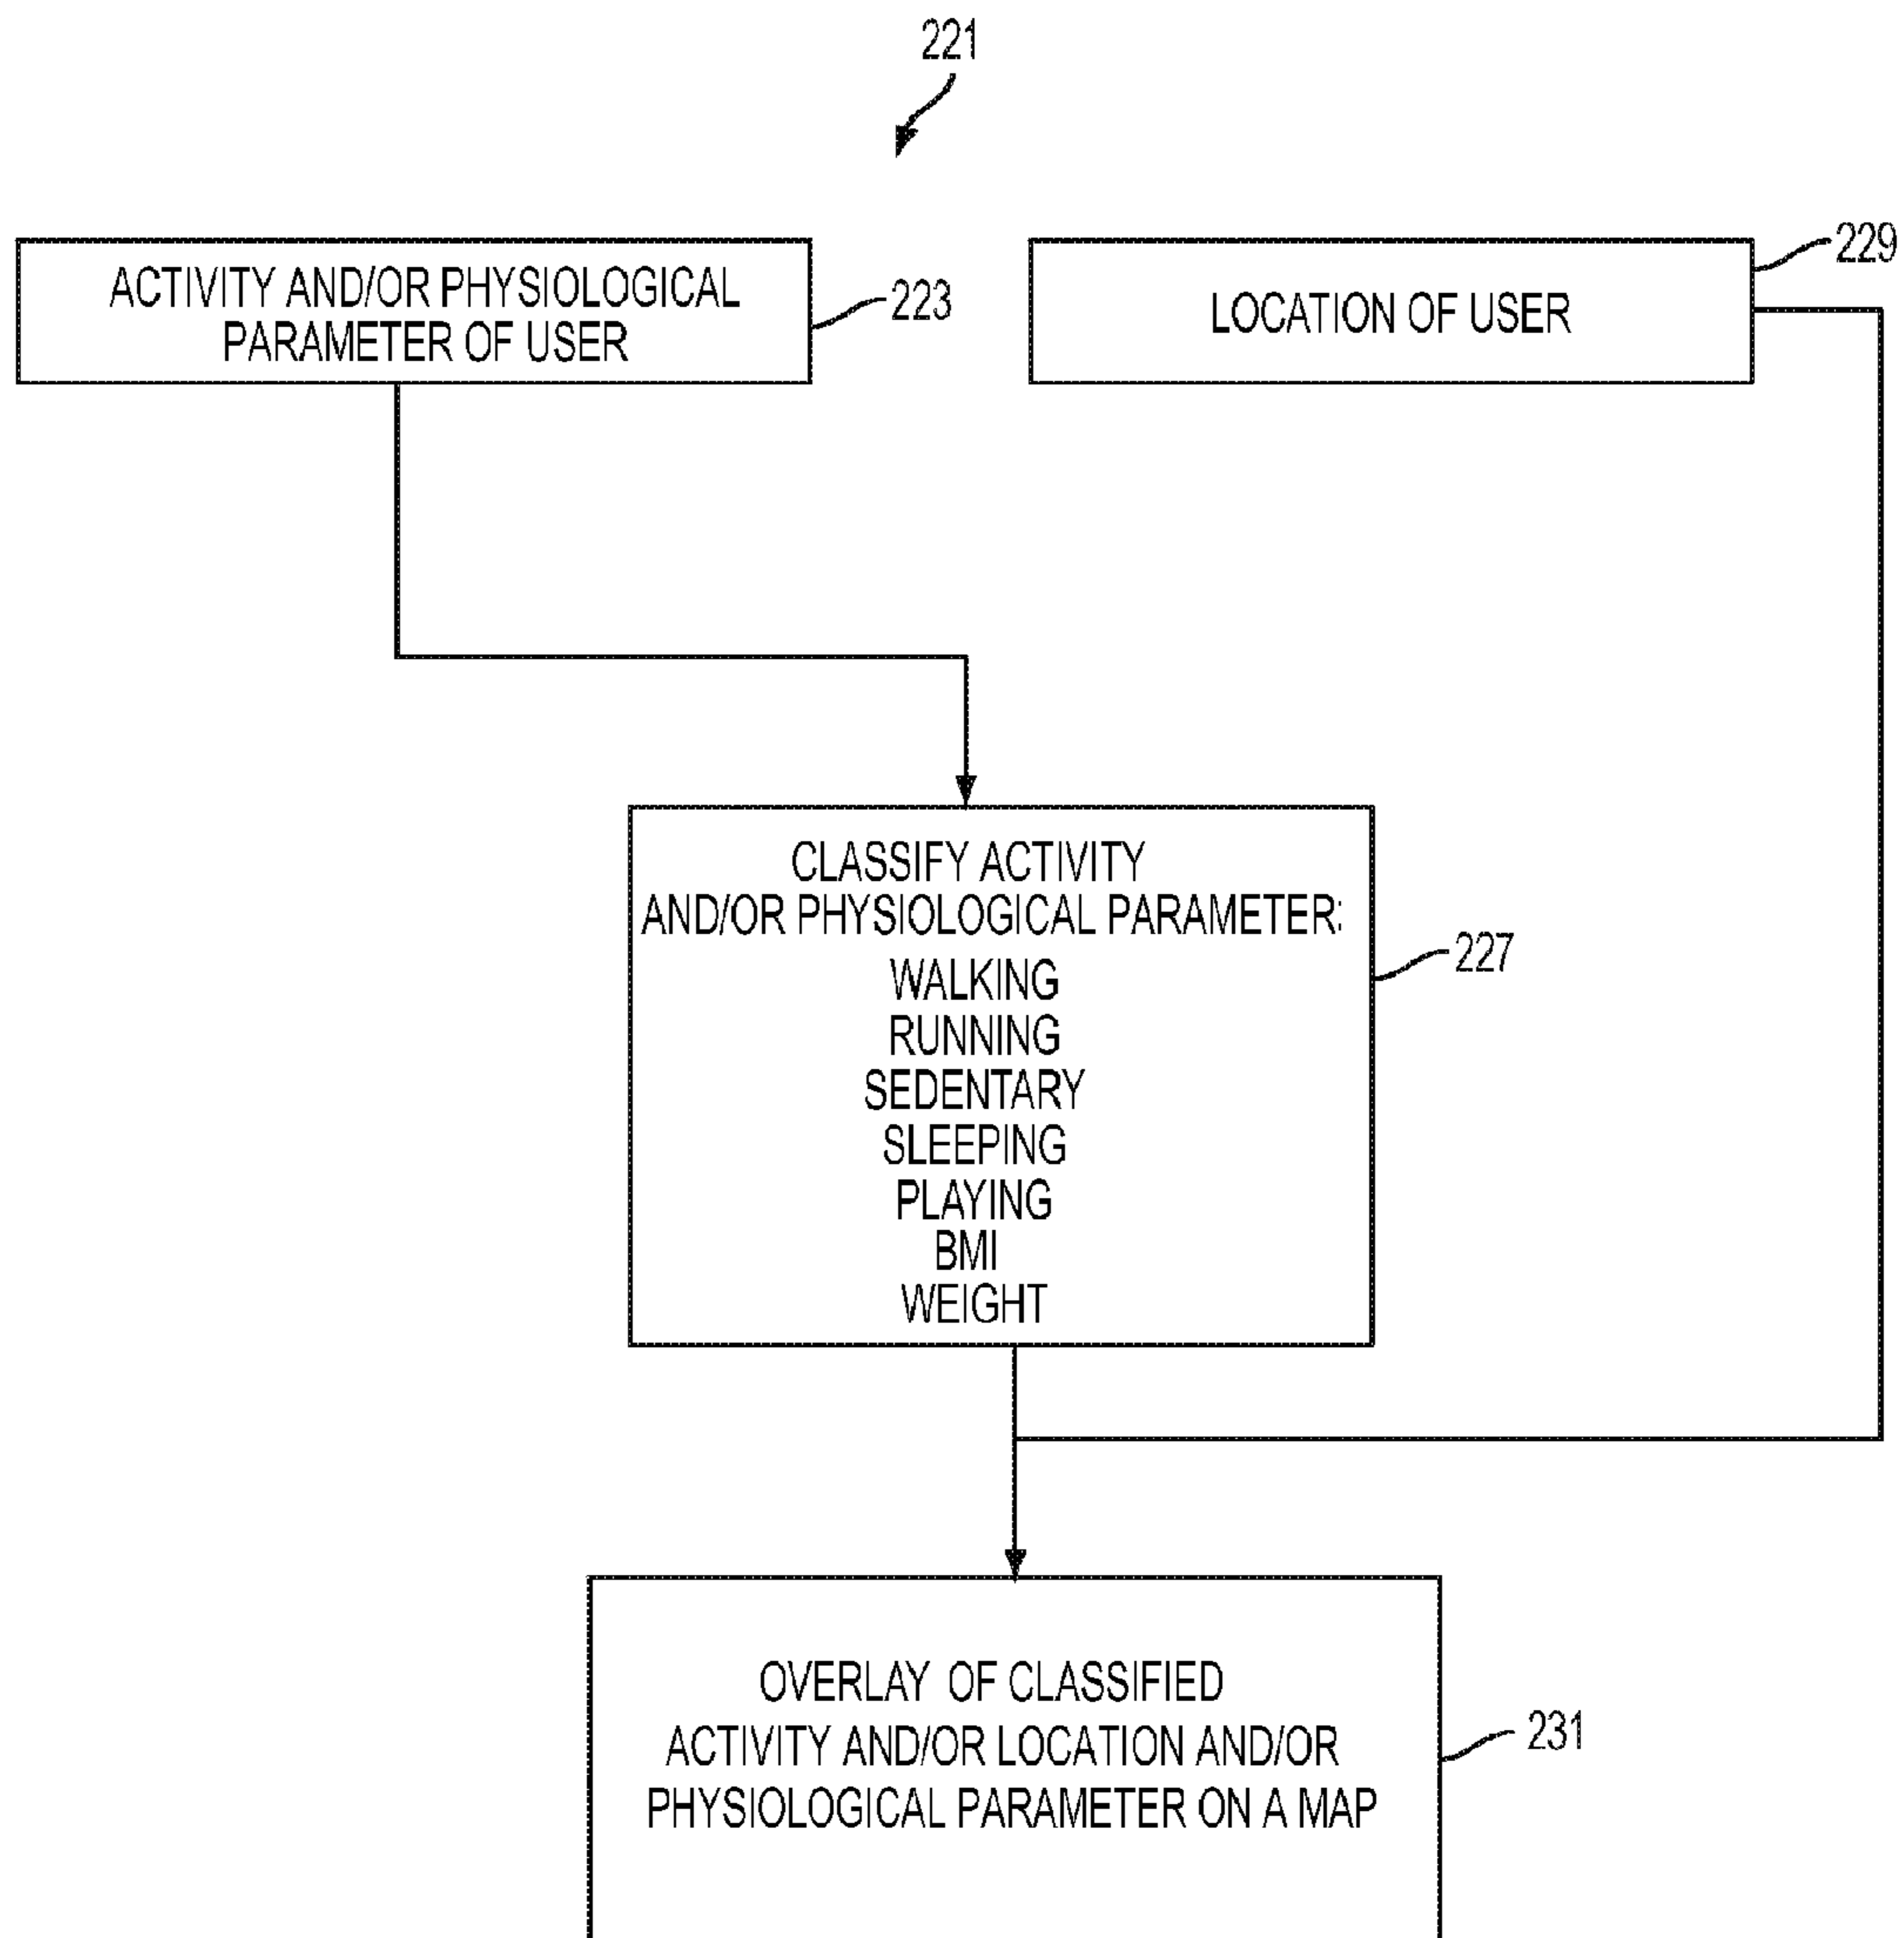 221
ACTIVITY AND/OR PHYSIOLOGICAL
PARAMETER OF USER
223
LOCATION OF USER
229
CLASSIFY ACTIVITY
AND/OR PHYSIOLOGICAL PARAMETER:
WALKING
RUNNING
SEDENTARY
SLEEPING
PLAYING
BMI
WEIGHT
227
OVERLAY OF CLASSIFIED
ACTIVITY AND/OR LOCATION AND/OR
PHYSIOLOGICAL PARAMETER ON A MAP
231